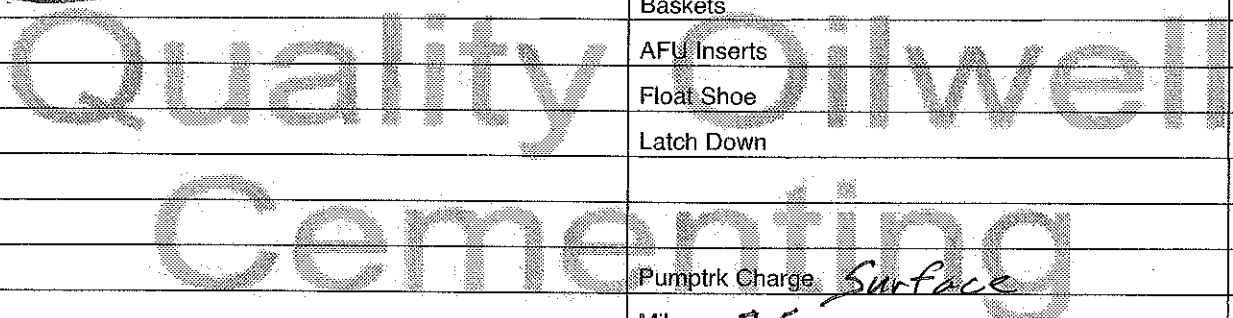 Baskets
Quality Oilwell
AFU Inserts
Float Shoe
Latch Down
Cementing
Pumptrk Charge Surface